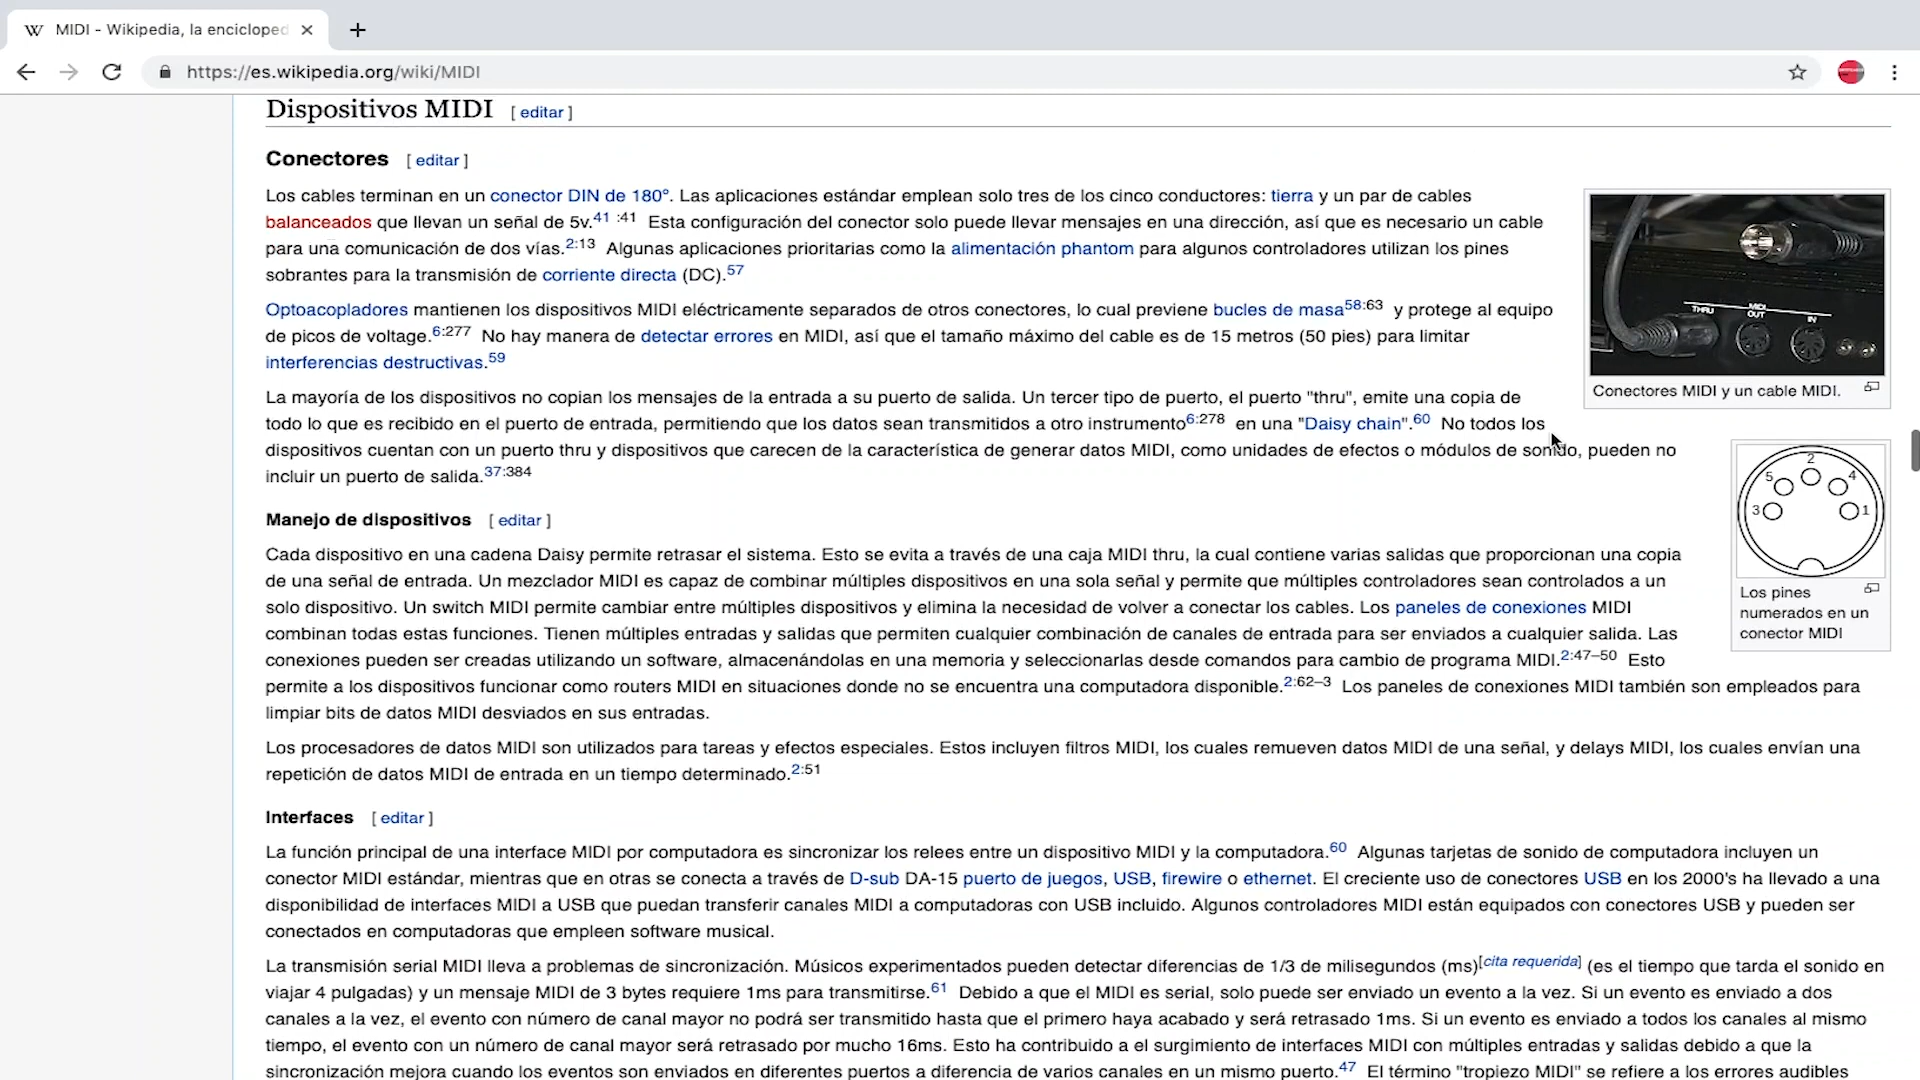 MIDI - Wikipedia, la encicloped
https://es.wikipedia.org/wiki/MIDI
Dispositivos MIDI [ editar ]
Conectores [ editar ]
Los cables terminan en un conector DIN de 180°. Las aplicaciones estándar emplean solo tres de los cinco conductores: tierra y un par de cables
balanceados que llevan un señal de 5v.41 :41 Esta configuración del conector solo puede llevar mensajes en una dirección, así que es necesario un cable
para una comunicación de dos vías.2:13 Algunas aplicaciones prioritarias como la alimentación phantom para algunos controladores utilizan los pines
sobrantes para la transmisión de corriente directa (DC).57
Optoacopladores mantienen los dispositivos MIDI eléctricamente separados de otros conectores, lo cual previene bucles de masa58:63 y protege al equipo
de picos de voltage.6:277 No hay manera de detectar errores en MIDI, así que el tamaño máximo del cable es de 15 metros (50 pies) para limitar
interferencias destructivas.59
La mayoría de los dispositivos no copian los mensajes de la entrada a su puerto de salida. Un tercer tipo de puerto, el puerto "thru", emite una copia de
todo lo que es recibido en el puerto de entrada, permitiendo que los datos sean transmitidos a otro instrumento6:278 en una "Daisy chain".60 No todos los
dispositivos cuentan con un puerto thru y dispositivos que carecen de la característica de generar datos MIDI, como unidades de efectos o módulos de sonido, pueden no
incluir un puerto de salida.37:384
THRU
MIDI
OUT
IN
Conectores MIDI y un cable MIDI.
2
5
4
3
1
Los pines
numerados en un
conector MIDI
Manejo de dispositivos [ editar ]
Cada dispositivo en una cadena Daisy permite retrasar el sistema. Esto se evita a través de una caja MIDI thru, la cual contiene varias salidas que proporcionan una copia
de una señal de entrada. Un mezclador MIDI es capaz de combinar múltiples dispositivos en una sola señal y permite que múltiples controladores sean controlados a un
solo dispositivo. Un switch MIDI permite cambiar entre múltiples dispositivos y elimina la necesidad de volver a conectar los cables. Los paneles de conexiones MIDI
combinan todas estas funciones. Tienen múltiples entradas y salidas que permiten cualquier combinación de canales de entrada para ser enviados a cualquier salida. Las
conexiones pueden ser creadas utilizando un software, almacenándolas en una memoria y seleccionarlas desde comandos para cambio de programa MIDI.2:47–50 Esto
permite a los dispositivos funcionar como routers MIDI en situaciones donde no se encuentra una computadora disponible.2:62–3 Los paneles de conexiones MIDI también son empleados para
limpiar bits de datos MIDI desviados en sus entradas.
Los procesadores de datos MIDI son utilizados para tareas y efectos especiales. Estos incluyen filtros MIDI, los cuales remueven datos MIDI de una señal, y delays MIDI, los cuales envían una
repetición de datos MIDI de entrada en un tiempo determinado.2:51
Interfaces [ editar ]
La función principal de una interface MIDI por computadora es sincronizar los relees entre un dispositivo MIDI y la computadora.60 Algunas tarjetas de sonido de computadora incluyen un
conector MIDI estándar, mientras que en otras se conecta a través de D-sub DA-15 puerto de juegos, USB, firewire o ethernet. El creciente uso de conectores USB en los 2000's ha llevado a una
disponibilidad de interfaces MIDI a USB que puedan transferir canales MIDI a computadoras con USB incluido. Algunos controladores MIDI están equipados con conectores USB y pueden ser
conectados en computadoras que empleen software musical.
La transmisión serial MIDI lleva a problemas de sincronización. Músicos experimentados pueden detectar diferencias de 1/3 de milisegundos (ms)[cita requerida] (es el tiempo que tarda el sonido en
viajar 4 pulgadas) y un mensaje MIDI de 3 bytes requiere 1ms para transmitirse.61 Debido a que el MIDI es serial, solo puede ser enviado un evento a la vez. Si un evento es enviado a dos
canales a la vez, el evento con número de canal mayor no podrá ser transmitido hasta que el primero haya acabado y será retrasado 1ms. Si un evento es enviado a todos los canales al mismo
tiempo, el evento con un número de canal mayor será retrasado por mucho 16ms. Esto ha contribuido a el surgimiento de interfaces MIDI con múltiples entradas y salidas debido a que la
sincronización mejora cuando los eventos son enviados en diferentes puertos a diferencia de varios canales en un mismo puerto.47 El término "tropiezo MIDI" se refiere a los errores audibles